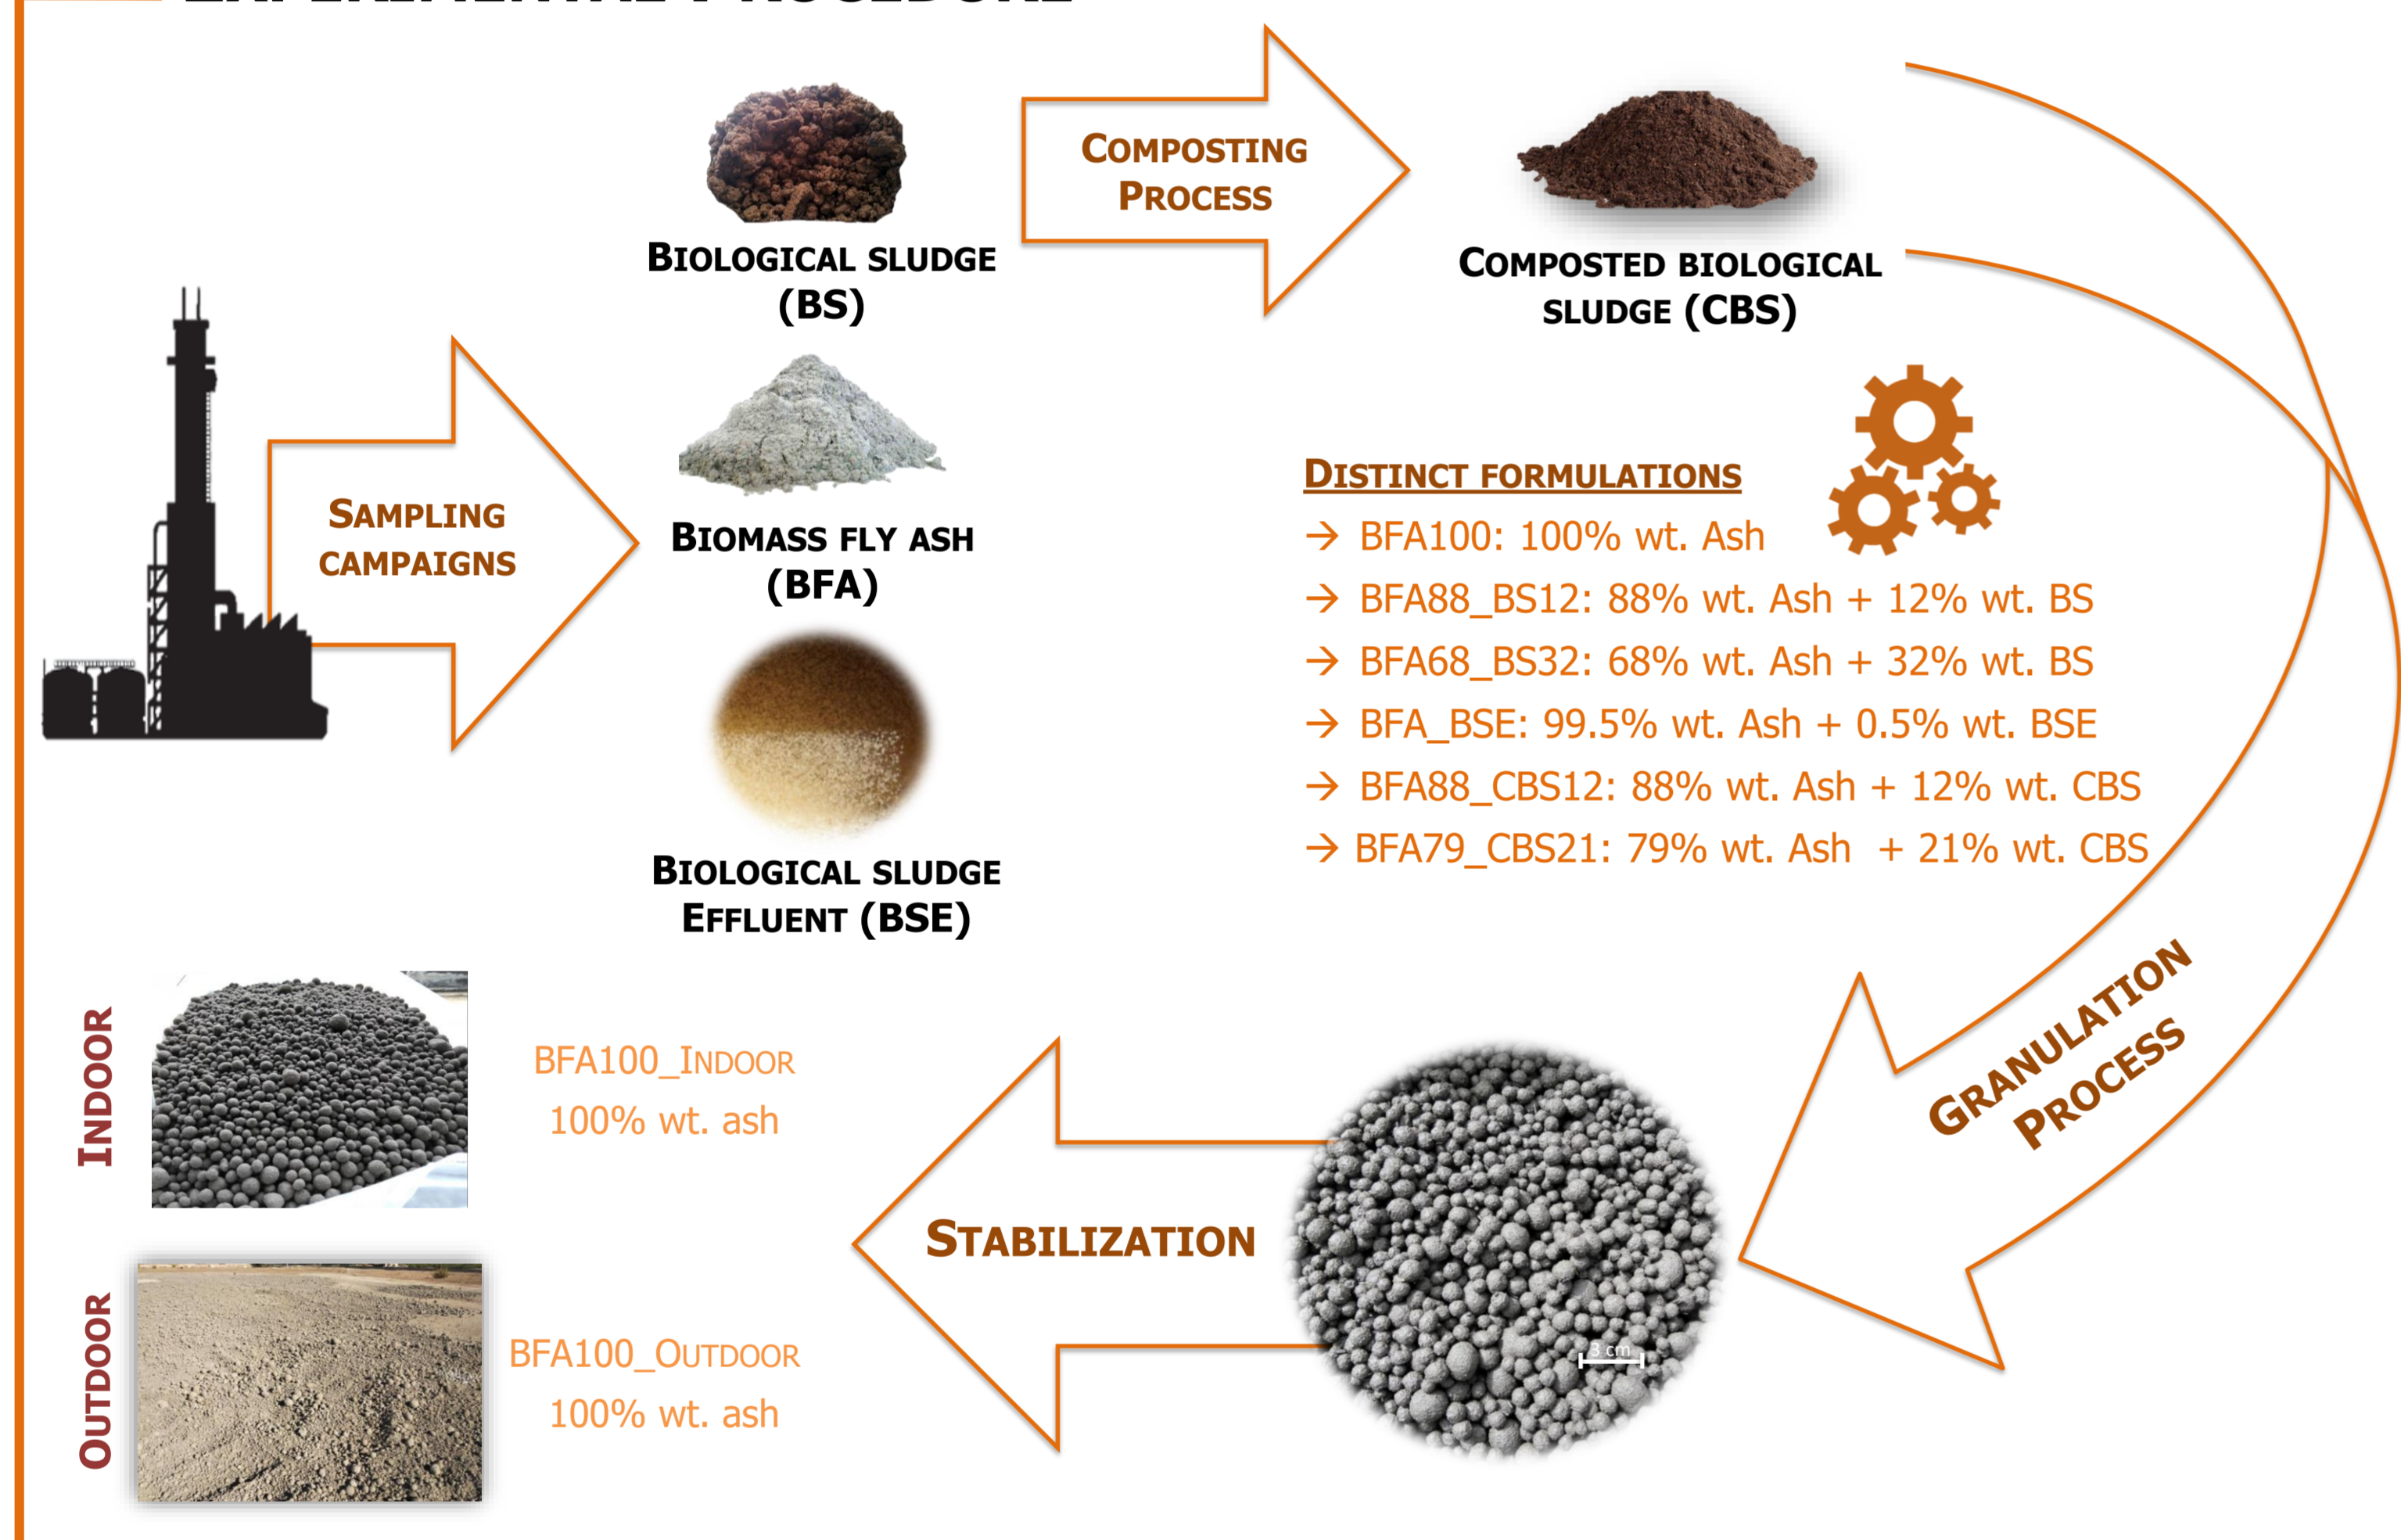 EXPERIMENTAL PROCEDURE
BIOLOGICAL SLUDGE
(BS)
COMPOSTING
PROCESS
COMPOSTED BIOLOGICAL
SLUDGE (CBS)
SAMPLING
CAMPAIGNS
BIOMASS FLY ASH
(BFA)
BIOLOGICAL SLUDGE
EFFLUENT (BSE)
DISTINCT FORMULATIONS
→ BFA100: 100% wt. Ash
→ BFA88_BS12: 88% wt. Ash + 12% wt. BS
→ BFA68_BS32: 68% wt. Ash + 32% wt. BS
→ BFA_BSE: 99.5% wt. Ash + 0.5% wt. BSE
→ BFA88_CBS12: 88% wt. Ash + 12% wt. CBS
→ BFA79_CBS21: 79% wt. Ash + 21% wt. CBS
GRANULATION
PROCESS
3 cm
STABILIZATION
INDOOR
BFA100_INDOOR
100% wt. ash
OUTDOOR
BFA100_OUTDOOR
100% wt. ash